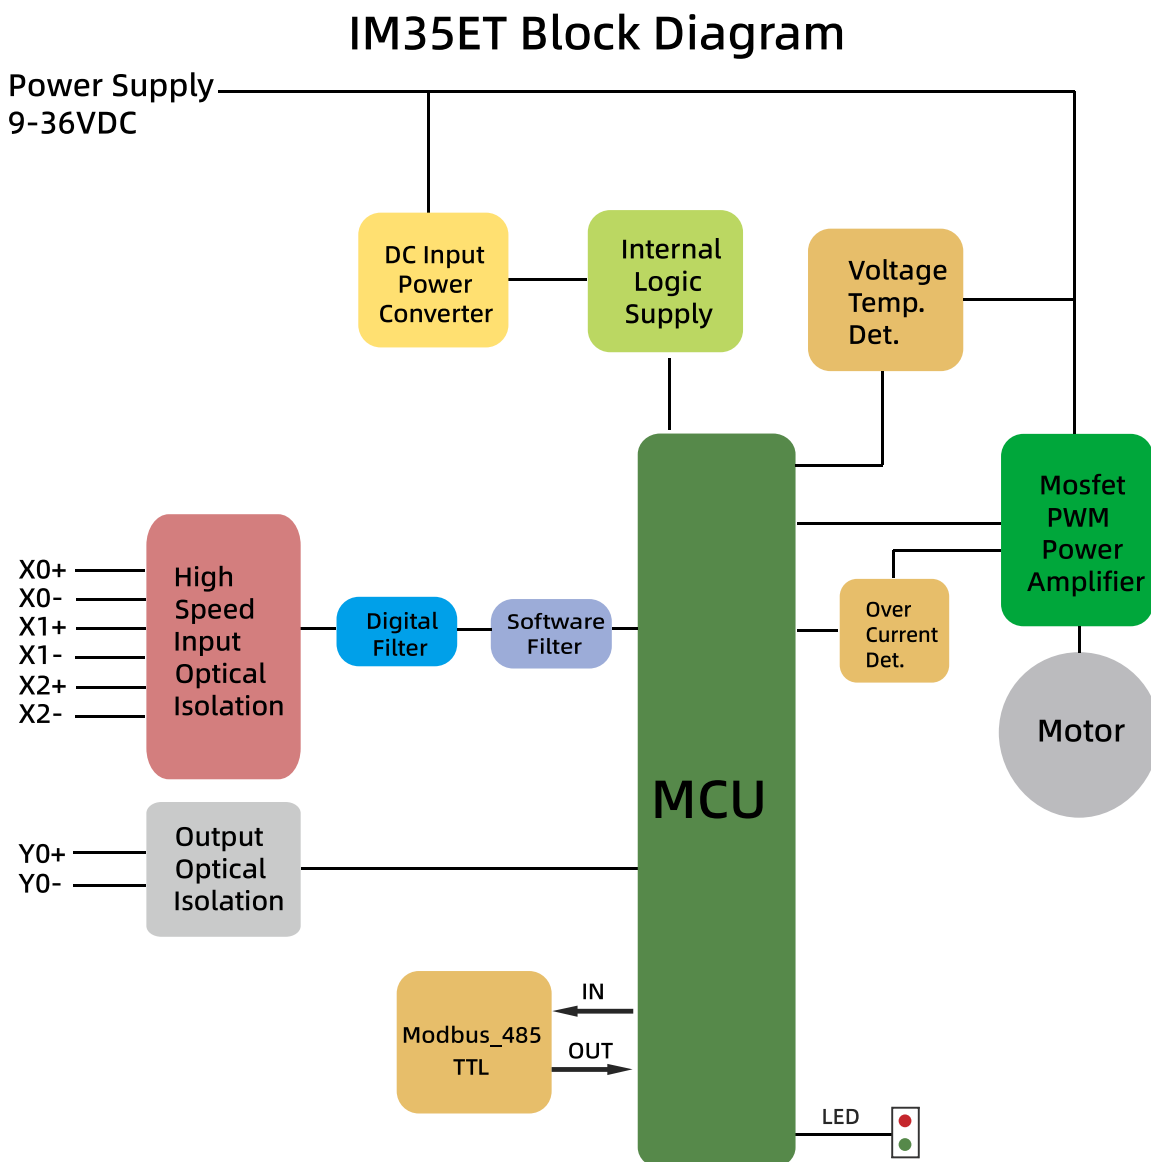 IM35ET Block Diagram
Power Supply
9-36VDC
DC Input
Power
Converter
Internal
Logic
Supply
Voltage
Temp.
Det.
Mosfet
PWM
Power
Amplifier
Over
Current
Det.
Motor
X0+
X0-
X1+
X1-
X2+
X2-
High
Speed
Input
Optical
Isolation
Digital
Filter
Software
Filter
MCU
Y0+
Y0-
Output
Optical
Isolation
Modbus_485
TTL
IN
OUT
LED